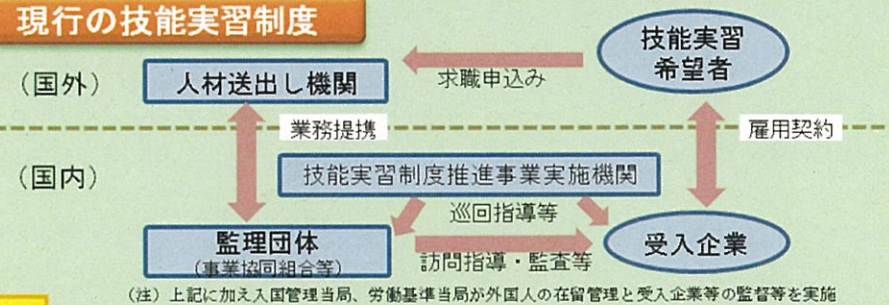 現行の技能実習制度
技能実習
希望者
(国外)
人材送出し機関
求職申込み
業務提携
雇用契約
(国内)
技能実習制度推進事業実施機関
巡回指導等
監理団体
(事業協同組合等)
訪問指導・監査等
受入企業
(注) 上記に加え入国管理当局、労働基準当局が外国人の在留管理と受入企業等の監督等を実施